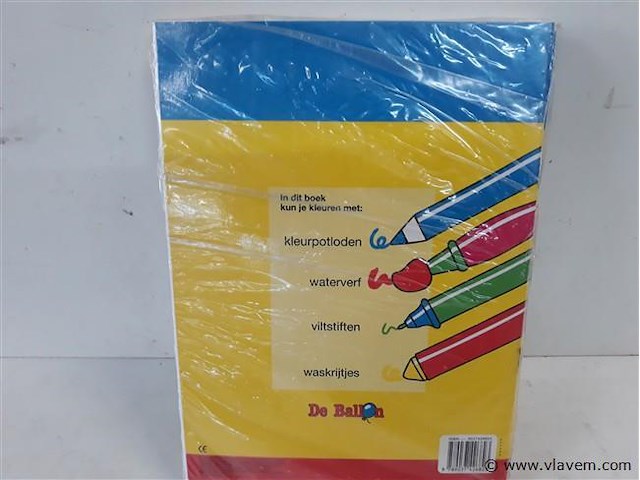 In dit boek
kun je kleuren met:
kleurpotloden
waterverf
viltstiften
waskrijtjes
De Ballon
CE
© www.vlavem.com